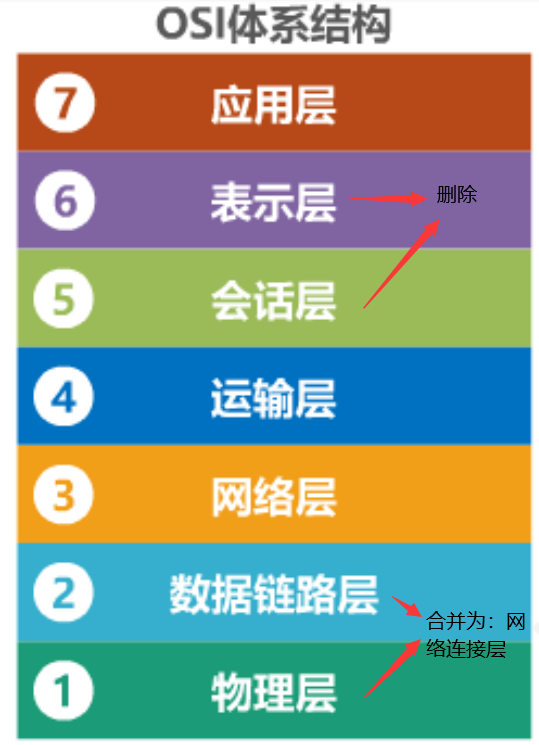 OSI体系结构
7 应用层
6 表示层 删除
5 会话层
4 运输层
3 网络层
2 数据链路层
合并为：网
络连接层
1 物理层